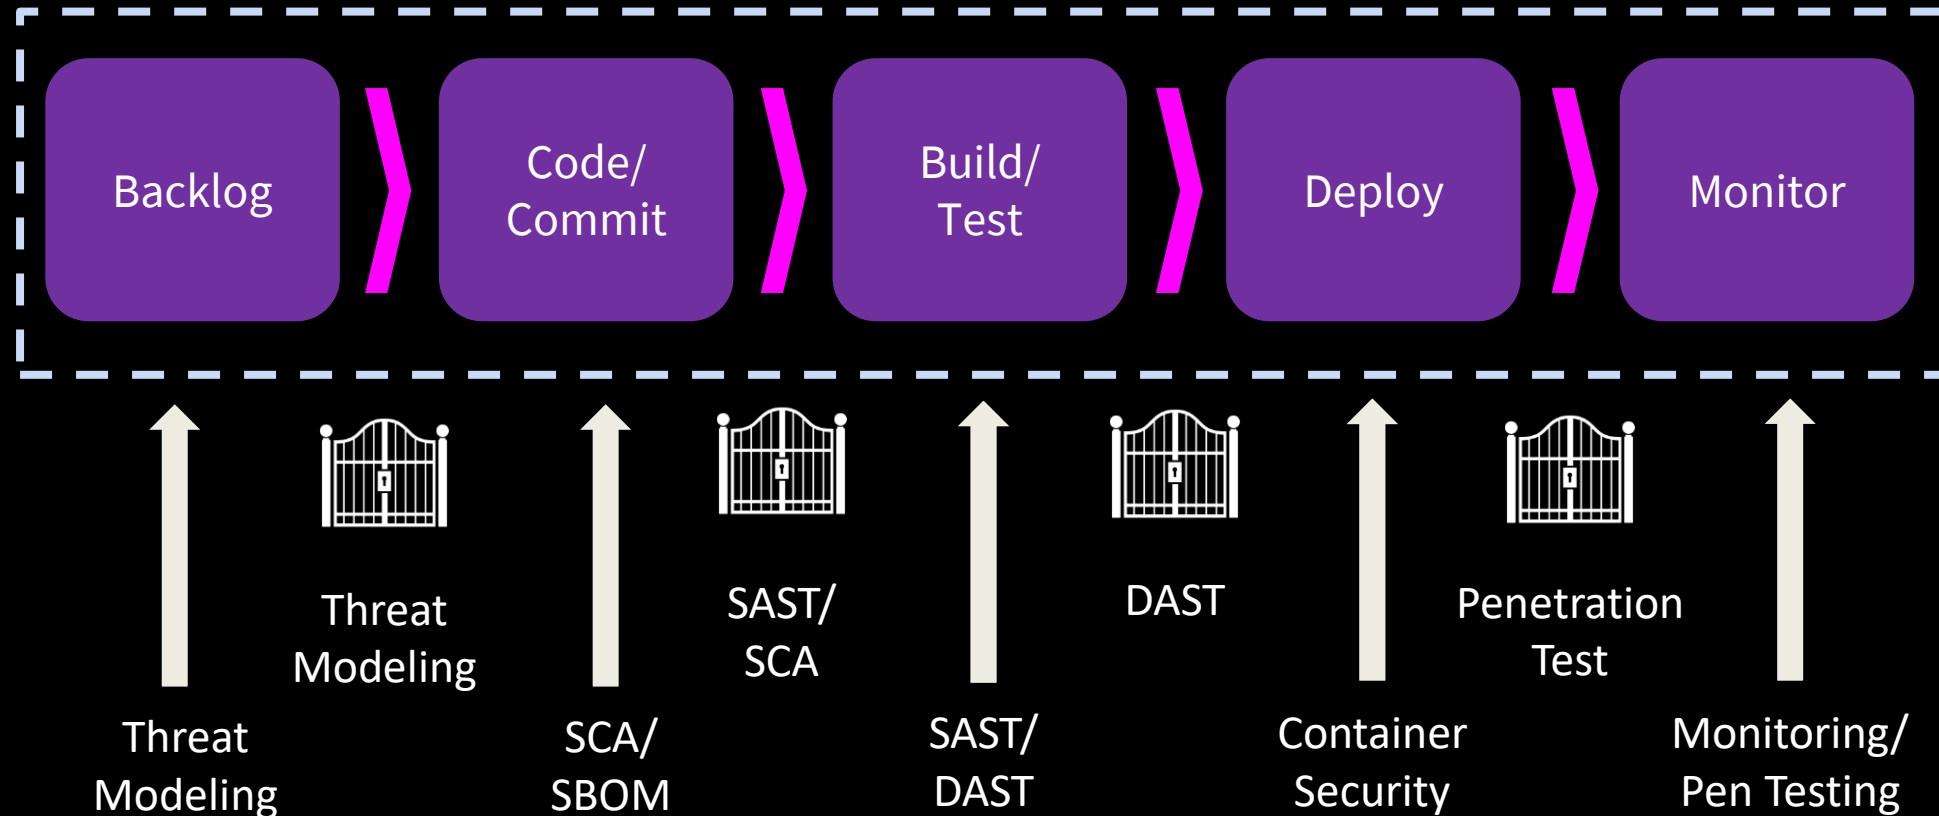 Backlog
Code/
Commit
Build/
Test
Deploy
Monitor
Threat
Modeling
SAST/
SCA
DAST
Penetration
Test
Threat
Modeling
SCA/
SBOM
SAST/
DAST
Container
Security
Monitoring/
Pen Testing